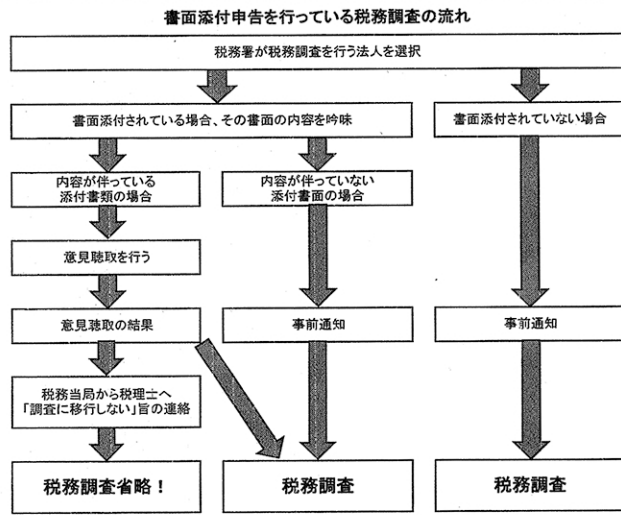 書面添付申告を行っている税務調査の流れ
税務署が税務調査を行う法人を選択
書面添付されている場合、その書面の内容を吟味
書面添付されていない場合
内容が伴っている
添付書類の場合
内容が伴っていない
添付書面の場合
意見聴取を行う
意見聴取の結果
事前通知
事前通知
税務当局から税理士へ
「調査に移行しない」旨の連絡
税務調査省略！
税務調査
税務調査